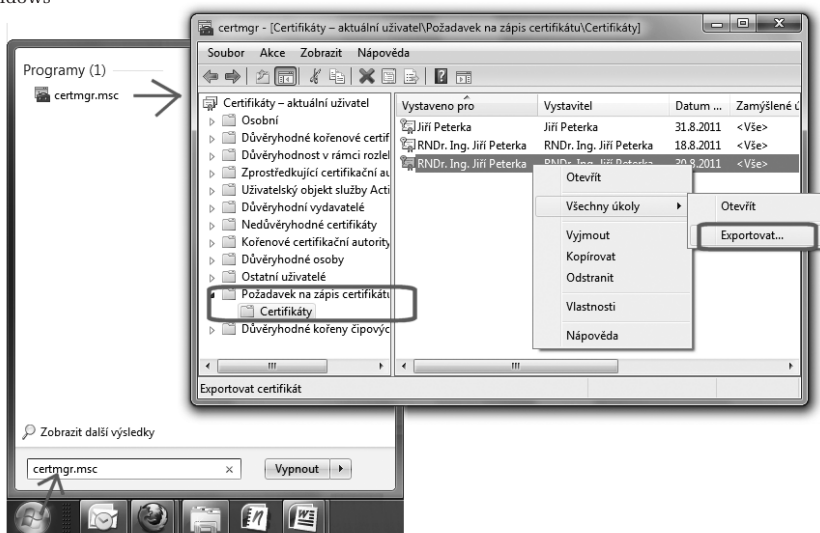 ndows
certmgr - [Certifikáty – aktuální uživatel\Požadavek na zápis certifikátu\Certifikáty]
Soubor Akce Zobrazit Nápověda
Programy (1)
certmgr.msc
Certifikáty – aktuální uživatel
Osobní
Důvěryhodné kořenové certif
Důvěryhodnost v rámci rozlel
Zprostředkující certifikační au
Uživatelský objekt služby Acti
Důvěryhodní vydavatelé
Nedůvěryhodné certifikáty
Kořenové certifikační autority
Důvěryhodné osoby
Ostatní uživatelé
Požadavek na zápis certifikátu
Certifikáty
Důvěryhodné kořeny čipovýc
Vystaveno pro Vystavitel Datum ... Zamýšlené ú
Jiří Peterka Jiří Peterka 31.8.2011 <Vše>
RNDr. Ing. Jiří Peterka RNDr. Ing. Jiří Peterka 18.8.2011 <Vše>
RNDr. Ing. Jiří Peterka RNDr. Ing. Jiří Peterka 30.8.2011 <Vše>
Otevřít
Všechny úkoly
Vyjmout
Kopírovat
Odstranit
Vlastnosti
Nápověda
Otevřít
Exportovat...
Exportovat certifikát
Zobrazit další výsledky
certmgr.msc
Vypnout